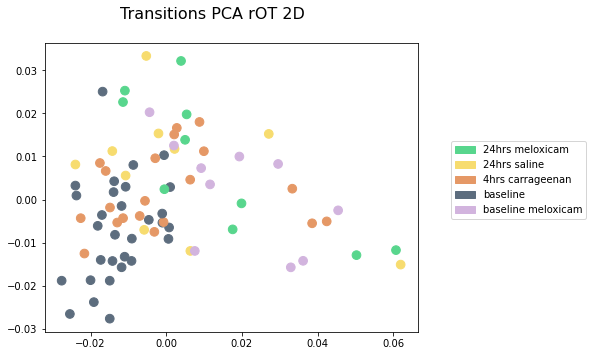 Transitions PCA rOT 2D
0.03
0.02
0.01
0.00
−0.01
−0.02
−0.03
−0.02
0.00
0.02
0.04
0.06
24hrs meloxicam
24hrs saline
4hrs carrageenan
baseline
baseline meloxicam